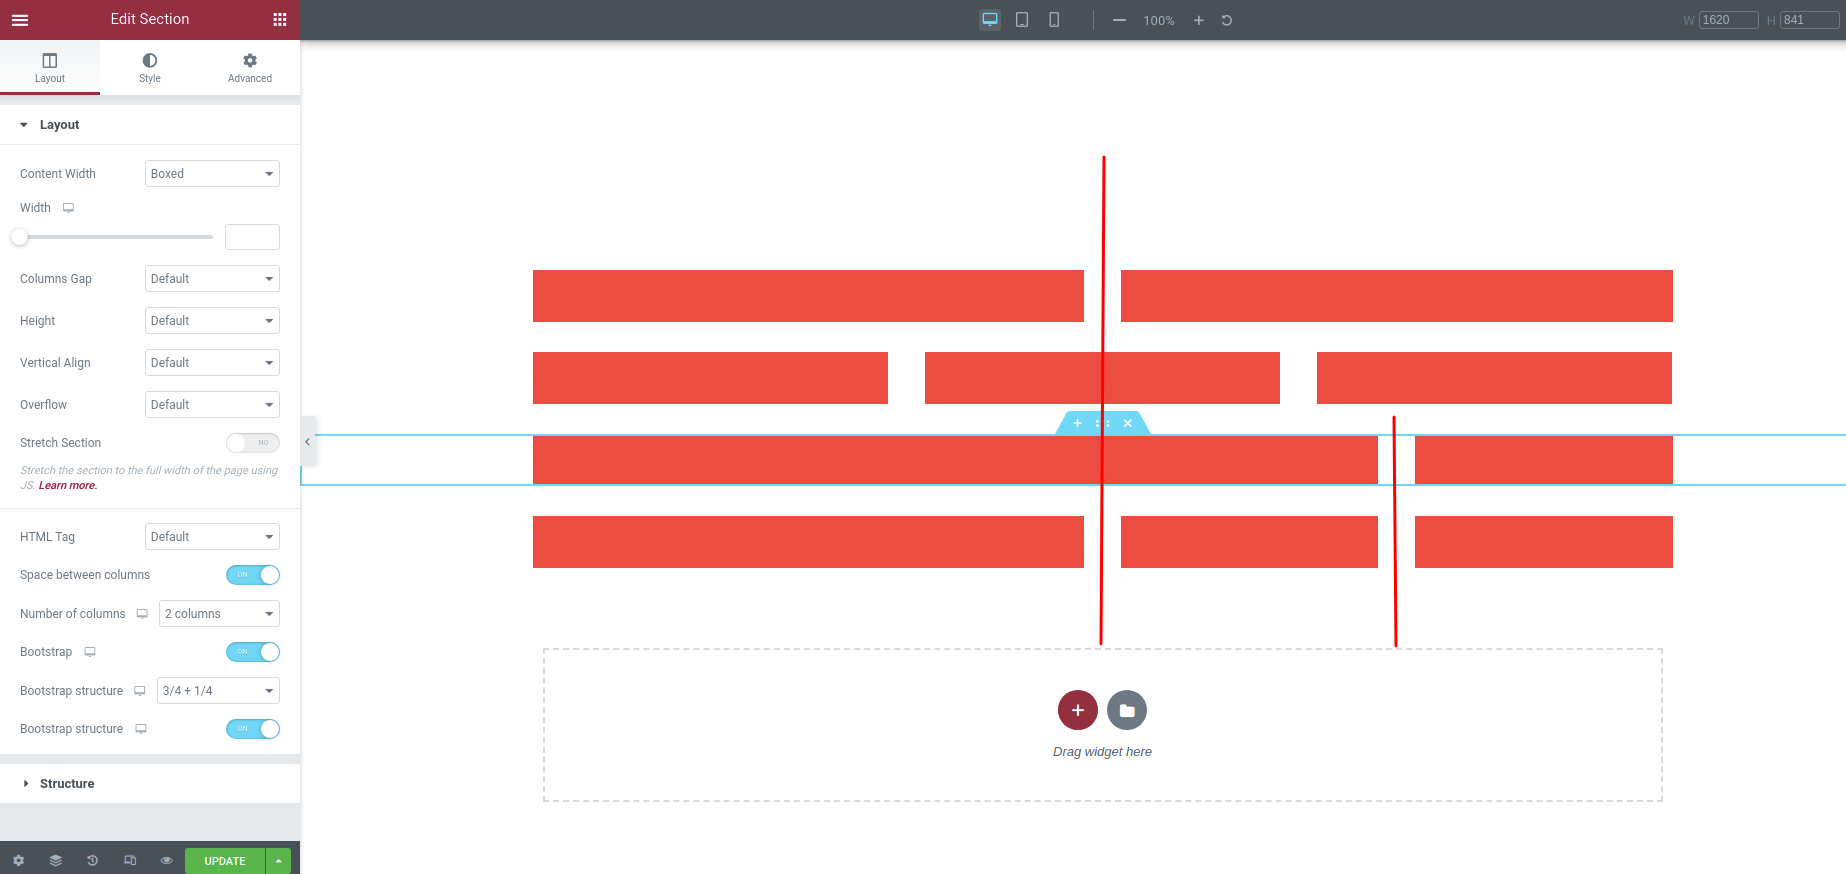 Edit Section
100%
W 1620 H 841
Layout Style Advanced
Layout
Content Width Boxed
Width
Columns Gap Default
Height Default
Vertical Align Default
Overflow Default
Stretch Section NO
Stretch the section to the full width of the page using
JS. Learn more.
HTML Tag Default
Space between columns ON
Number of columns 2 columns
Bootstrap ON
Bootstrap structure 3/4 + 1/4
Bootstrap structure ON
Structure
UPDATE
Drag widget here